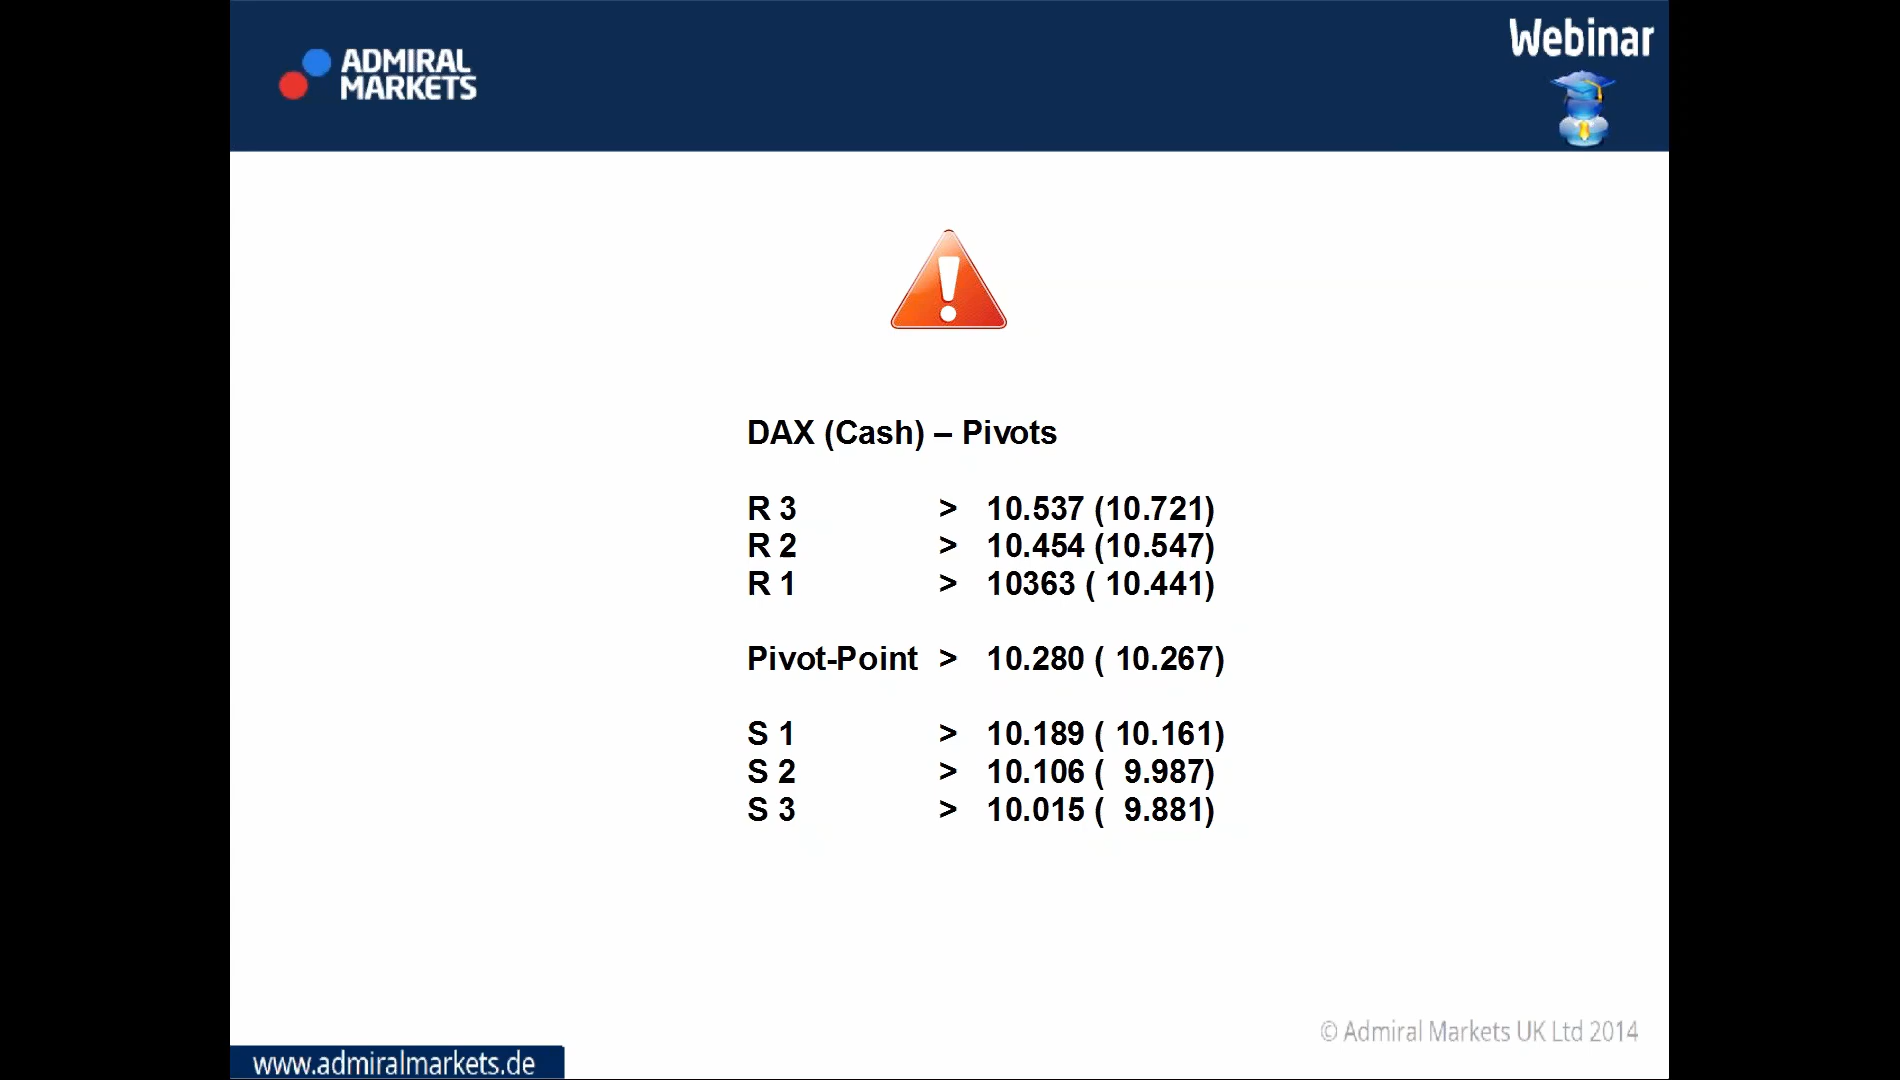 ADMIRAL
MARKETS
Webinar
DAX (Cash) – Pivots
R 3 > 10.537 (10.721)
R 2 > 10.454 (10.547)
R 1 > 10363 ( 10.441)
Pivot-Point > 10.280 ( 10.267)
S 1 > 10.189 ( 10.161)
S 2 > 10.106 ( 9.987)
S 3 > 10.015 ( 9.881)
© Admiral Markets UK Ltd 2014
www.admiralmarkets.de